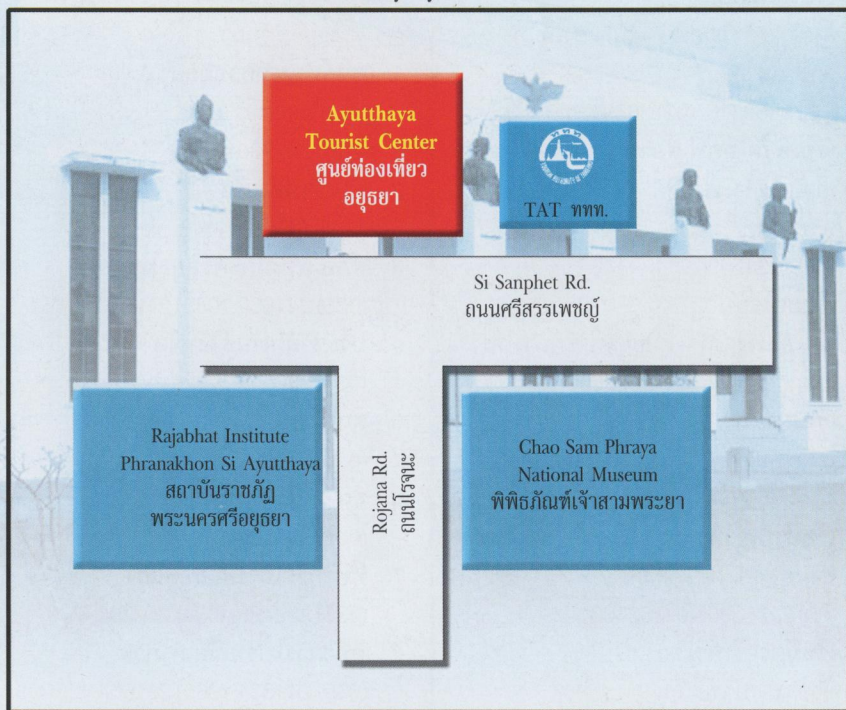 Ayutthaya
Tourist Center
ศูนย์ท่องเที่ยว
อยุธยา
ททท
TAT ททท.
Si Sanphet Rd.
ถนนศรีสรรเพชญ์
Rajabhat Institute
Phranakhon Si Ayutthaya
สถาบันราชภัฏ
พระนครศรีอยุธยา
Rojana Rd.
ถนนโรจนะ
Chao Sam Phraya
National Museum
พิพิธภัณฑ์เจ้าสามพระยา